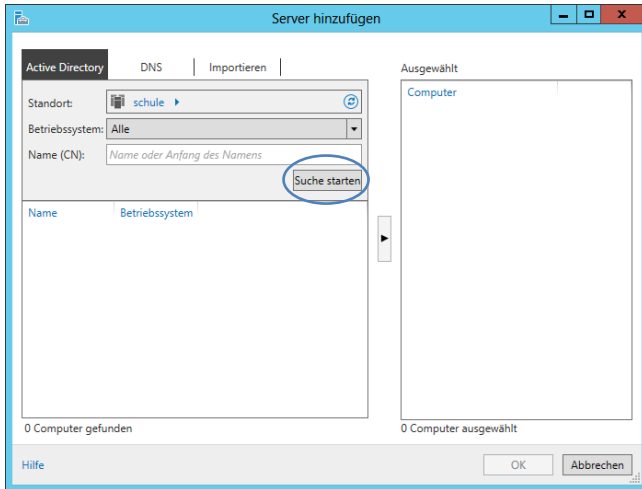 Server hinzufügen
Active Directory
DNS
Importieren
Standort:
schule
Betriebssystem:
Alle
Name (CN):
Name oder Anfang des Namens
Suche starten
Name
Betriebssystem
0 Computer gefunden
Ausgewählt
Computer
0 Computer ausgewählt
Hilfe
OK
Abbrechen